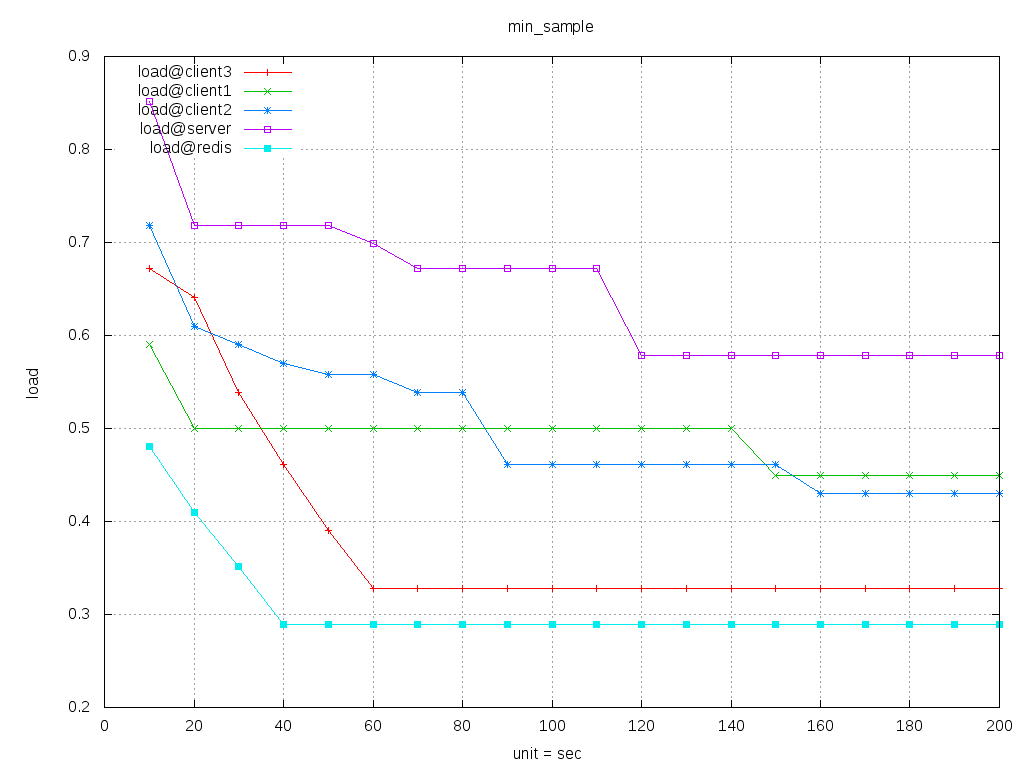 min_sample
load@client3
load@client1
load@client2
load@server
load@redis
0.9
0.8
0.7
0.6
0.5
0.4
0.3
0.2
load
0 20 40 60 80 100 120 140 160 180 200
unit = sec